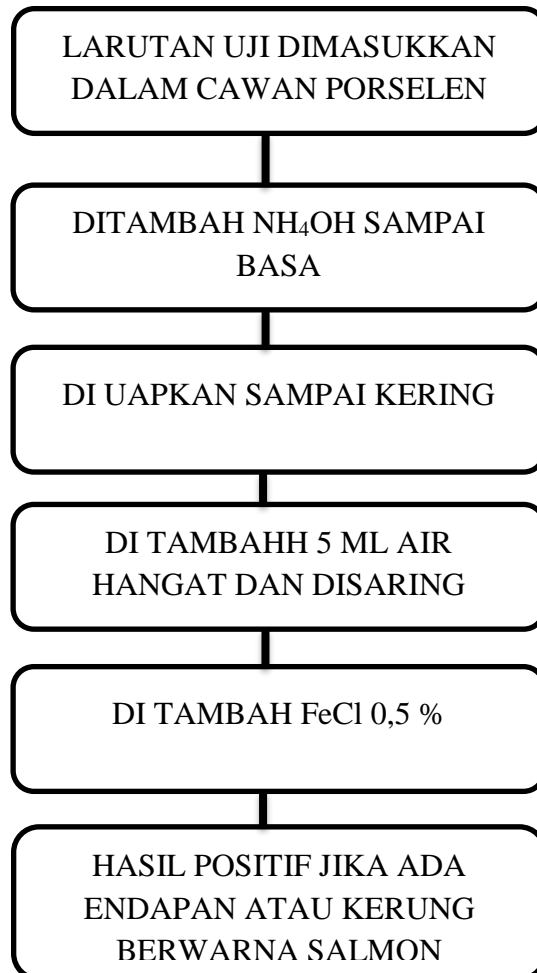 LARUTAN UJI DIMASUKKAN
DALAM CAWAN PORSELEN
DITAMBAH NH₄OH SAMPAI
BASA
DI UAPKAN SAMPAI KERING
DI TAMBAHH 5 ML AIR
HANGAT DAN DISARING
DI TAMBAH FeCl 0,5 %
HASIL POSITIF JIKA ADA
ENDAPAN ATAU KERUNG
BERWARNA SALMON